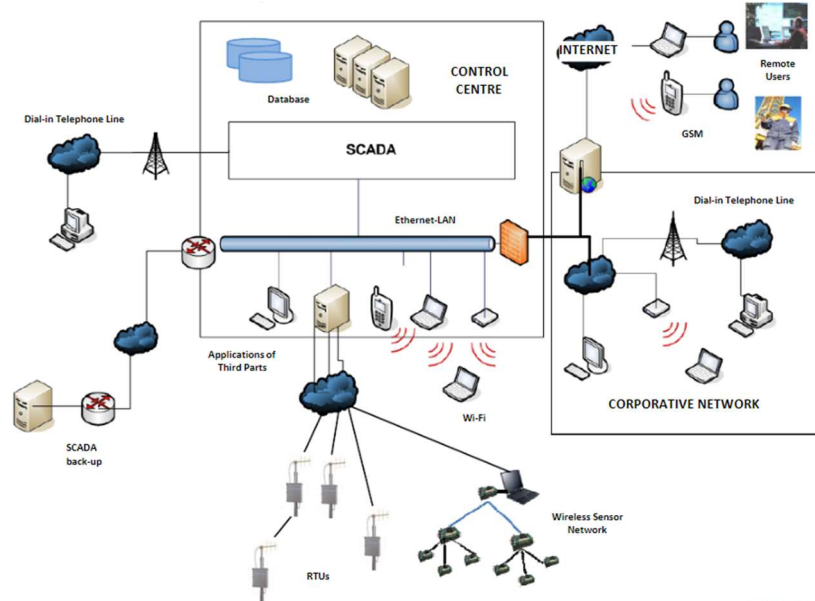 INTERNET
Remote
Users
CONTROL
CENTRE
Database
GSM
Dial-in Telephone Line
SCADA
Dial-in Telephone Line
Ethernet-LAN
Applications of
Third Parts
Wi-Fi
CORPORATIVE NETWORK
SCADA
back-up
Wireless Sensor
Network
RTUs